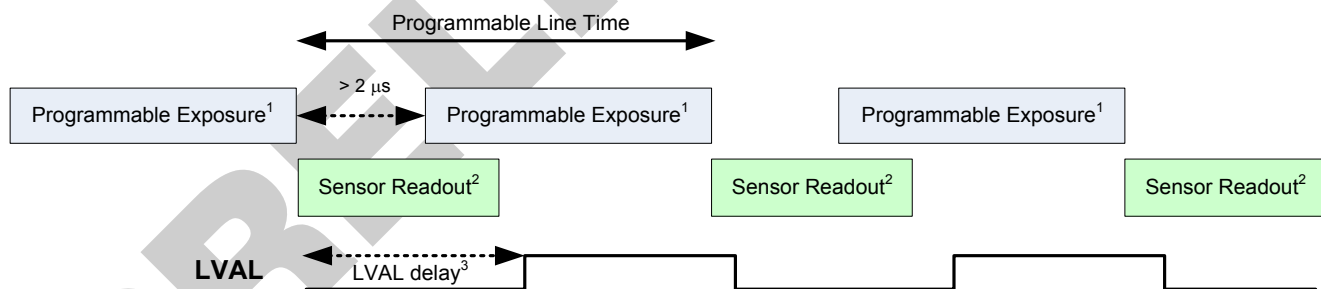 Programmable Line Time
> 2 μs
Programmable Exposure¹ Programmable Exposure¹ Programmable Exposure¹
Sensor Readout² Sensor Readout² Sensor Readout²
LVAL LVAL delay³